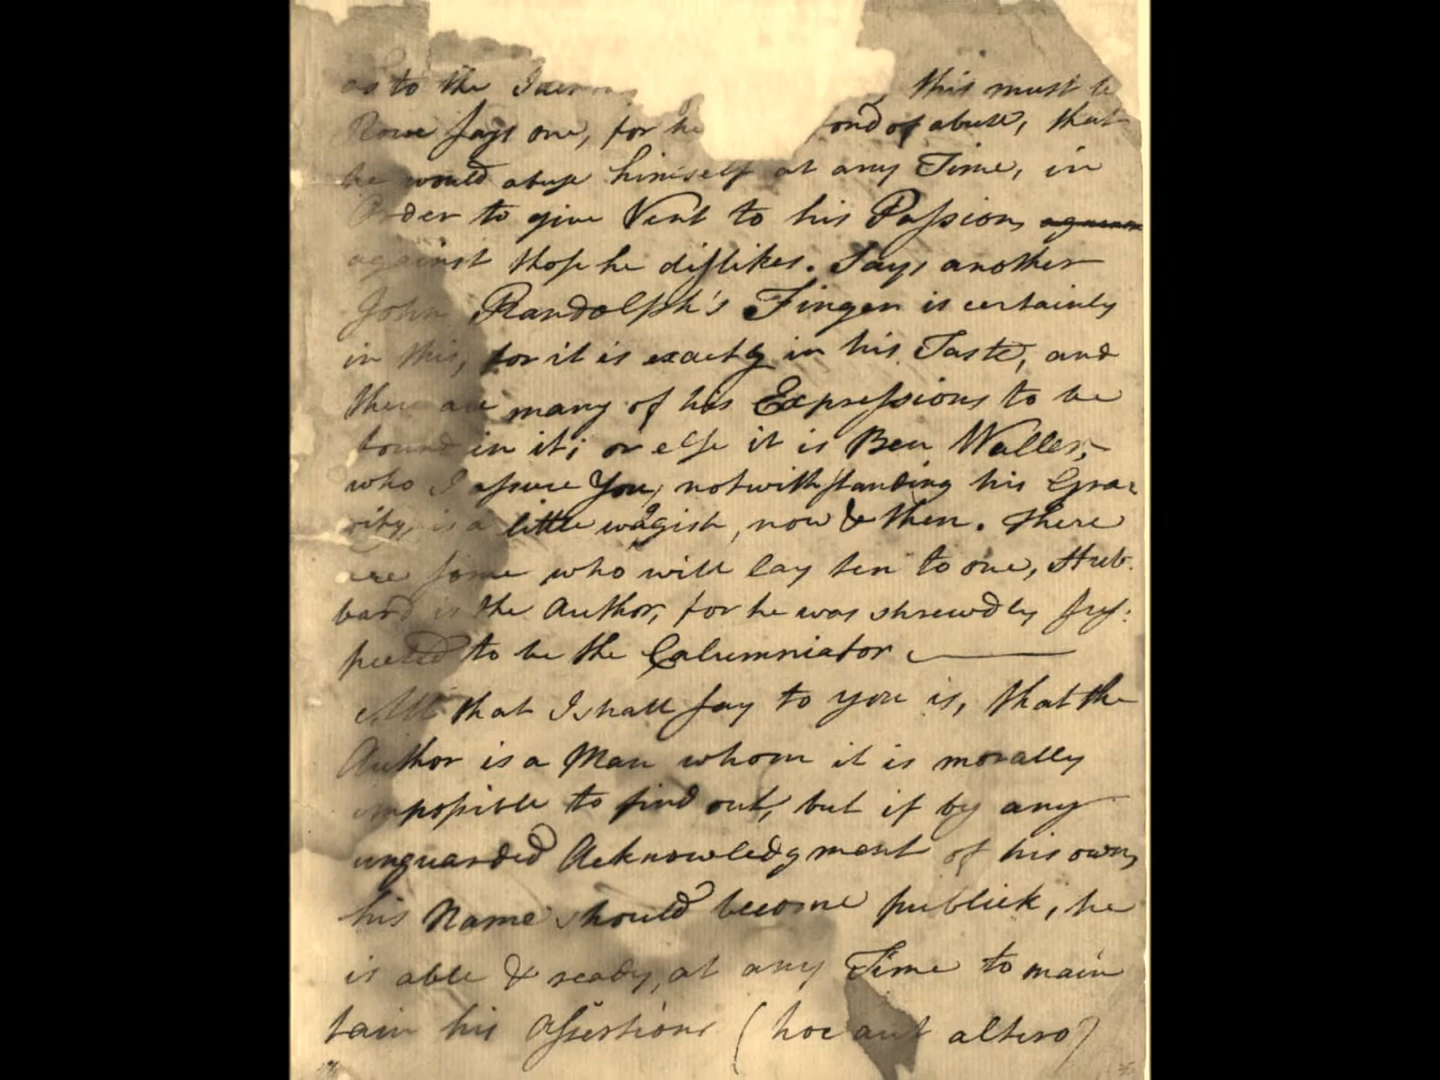 as to the
this must be
Rowe says one, for he fond of abuse, that
he would abuse himself at any Time, in
Order to give Vent to his Passion,
against those he dislikes. Says another
John Randolph's Finger is certainly
in this, for it is exactly in his Taste, and
there are many of his Expressions to be
found in it; or else it is Ben Waller,
who I assure You, notwithstanding his Gra-
vity, is a little wagish, now & then. There
are some who will lay ten to one, Hub-
bard is the Author, for he was shrewdly sus-
pected to be the Calumniator
All that I shall say to you is, that the
Author is a Man whom it is morally
impossible to find out, but if by any
unguarded Acknowledgment of his own,
his Name should become publick, he
is able & ready, at any Time to main
tain his Assertions (hoc aut altero)